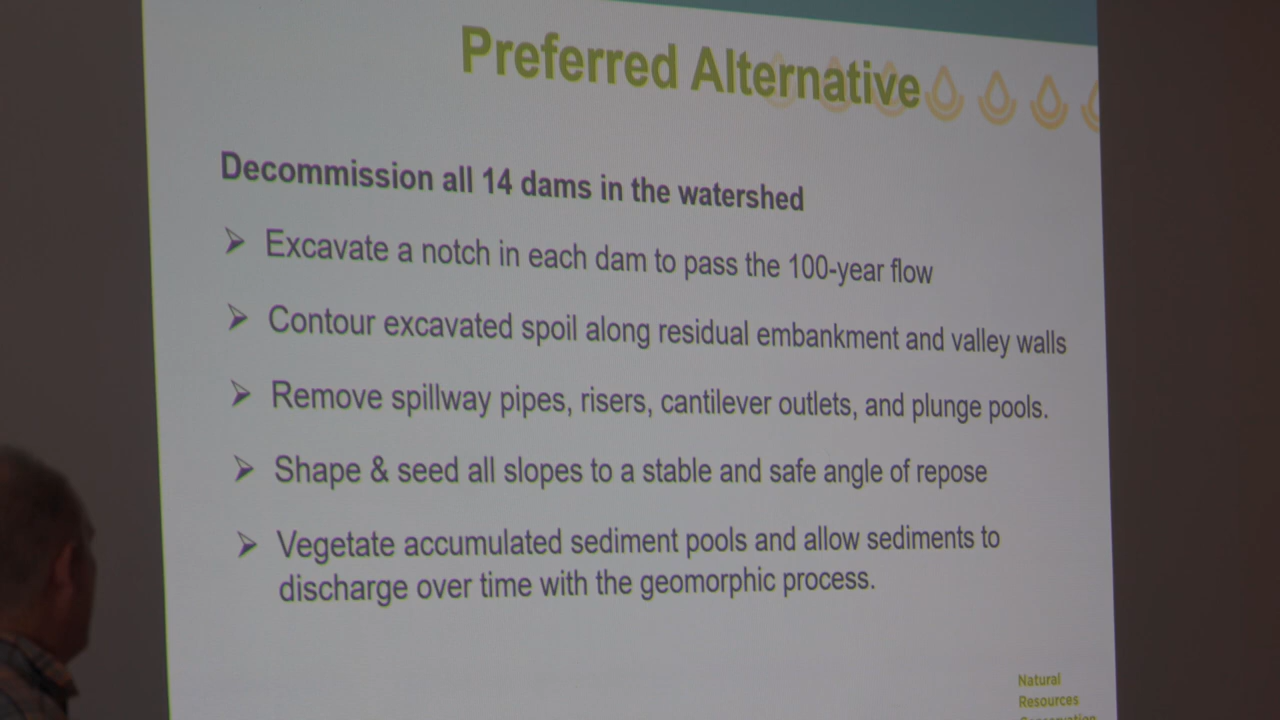 Preferred Alternative
Decommission all 14 dams in the watershed
➢ Excavate a notch in each dam to pass the 100-year flow
➢ Contour excavated spoil along residual embankment and valley walls
➢ Remove spillway pipes, risers, cantilever outlets, and plunge pools.
➢ Shape & seed all slopes to a stable and safe angle of repose
➢ Vegetate accumulated sediment pools and allow sediments to
discharge over time with the geomorphic process.
Natural
Resources
Conservation